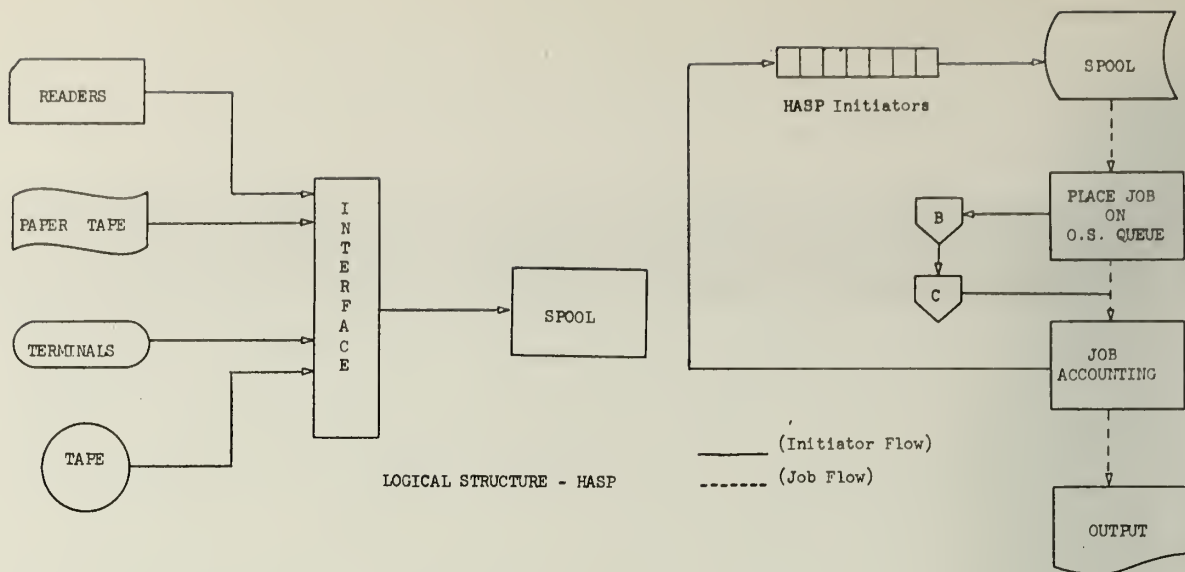 READERS
PAPER TAPE
TERMINALS
TAPE
INTERFACE
SPOOL
LOGICAL STRUCTURE - HASP
HASP Initiators
SPOOL
PLACE JOB
ON
O.S. QUEUE
B
C
JOB
ACCOUNTING
(Initiator Flow)
(Job Flow)
OUTPUT